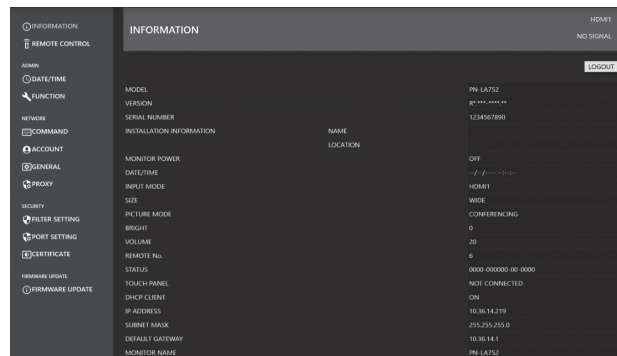 INFORMATION
REMOTE CONTROL
ADMIN
DATE/TIME
FUNCTION
NETWORK
COMMAND
ACCOUNT
GENERAL
PROXY
SECURITY
FILTER SETTING
PORT SETTING
CERTIFICATE
FIRMWARE UPDATE
FIRMWARE UPDATE
INFORMATION
HDMI1
NO SIGNAL
LOGOUT
MODEL PN-LA752
VERSION R*.***-****.**
SERIAL NUMBER 1234567890
INSTALLATION INFORMATION NAME
LOCATION
MONITOR POWER OFF
DATE/TIME --/--/---- --:--:--
INPUT MODE HDMI1
SIZE WIDE
PICTURE MODE CONFERENCING
BRIGHT 0
VOLUME 20
REMOTE No. 6
STATUS 0000-000000-00-0000
TOUCH PANEL NOT CONNECTED
DHCP CLIENT ON
IP ADDRESS 10.36.14.219
SUBNET MASK 255.255.255.0
DEFAULT GATEWAY 10.36.14.1
MONITOR NAME PN-LA752